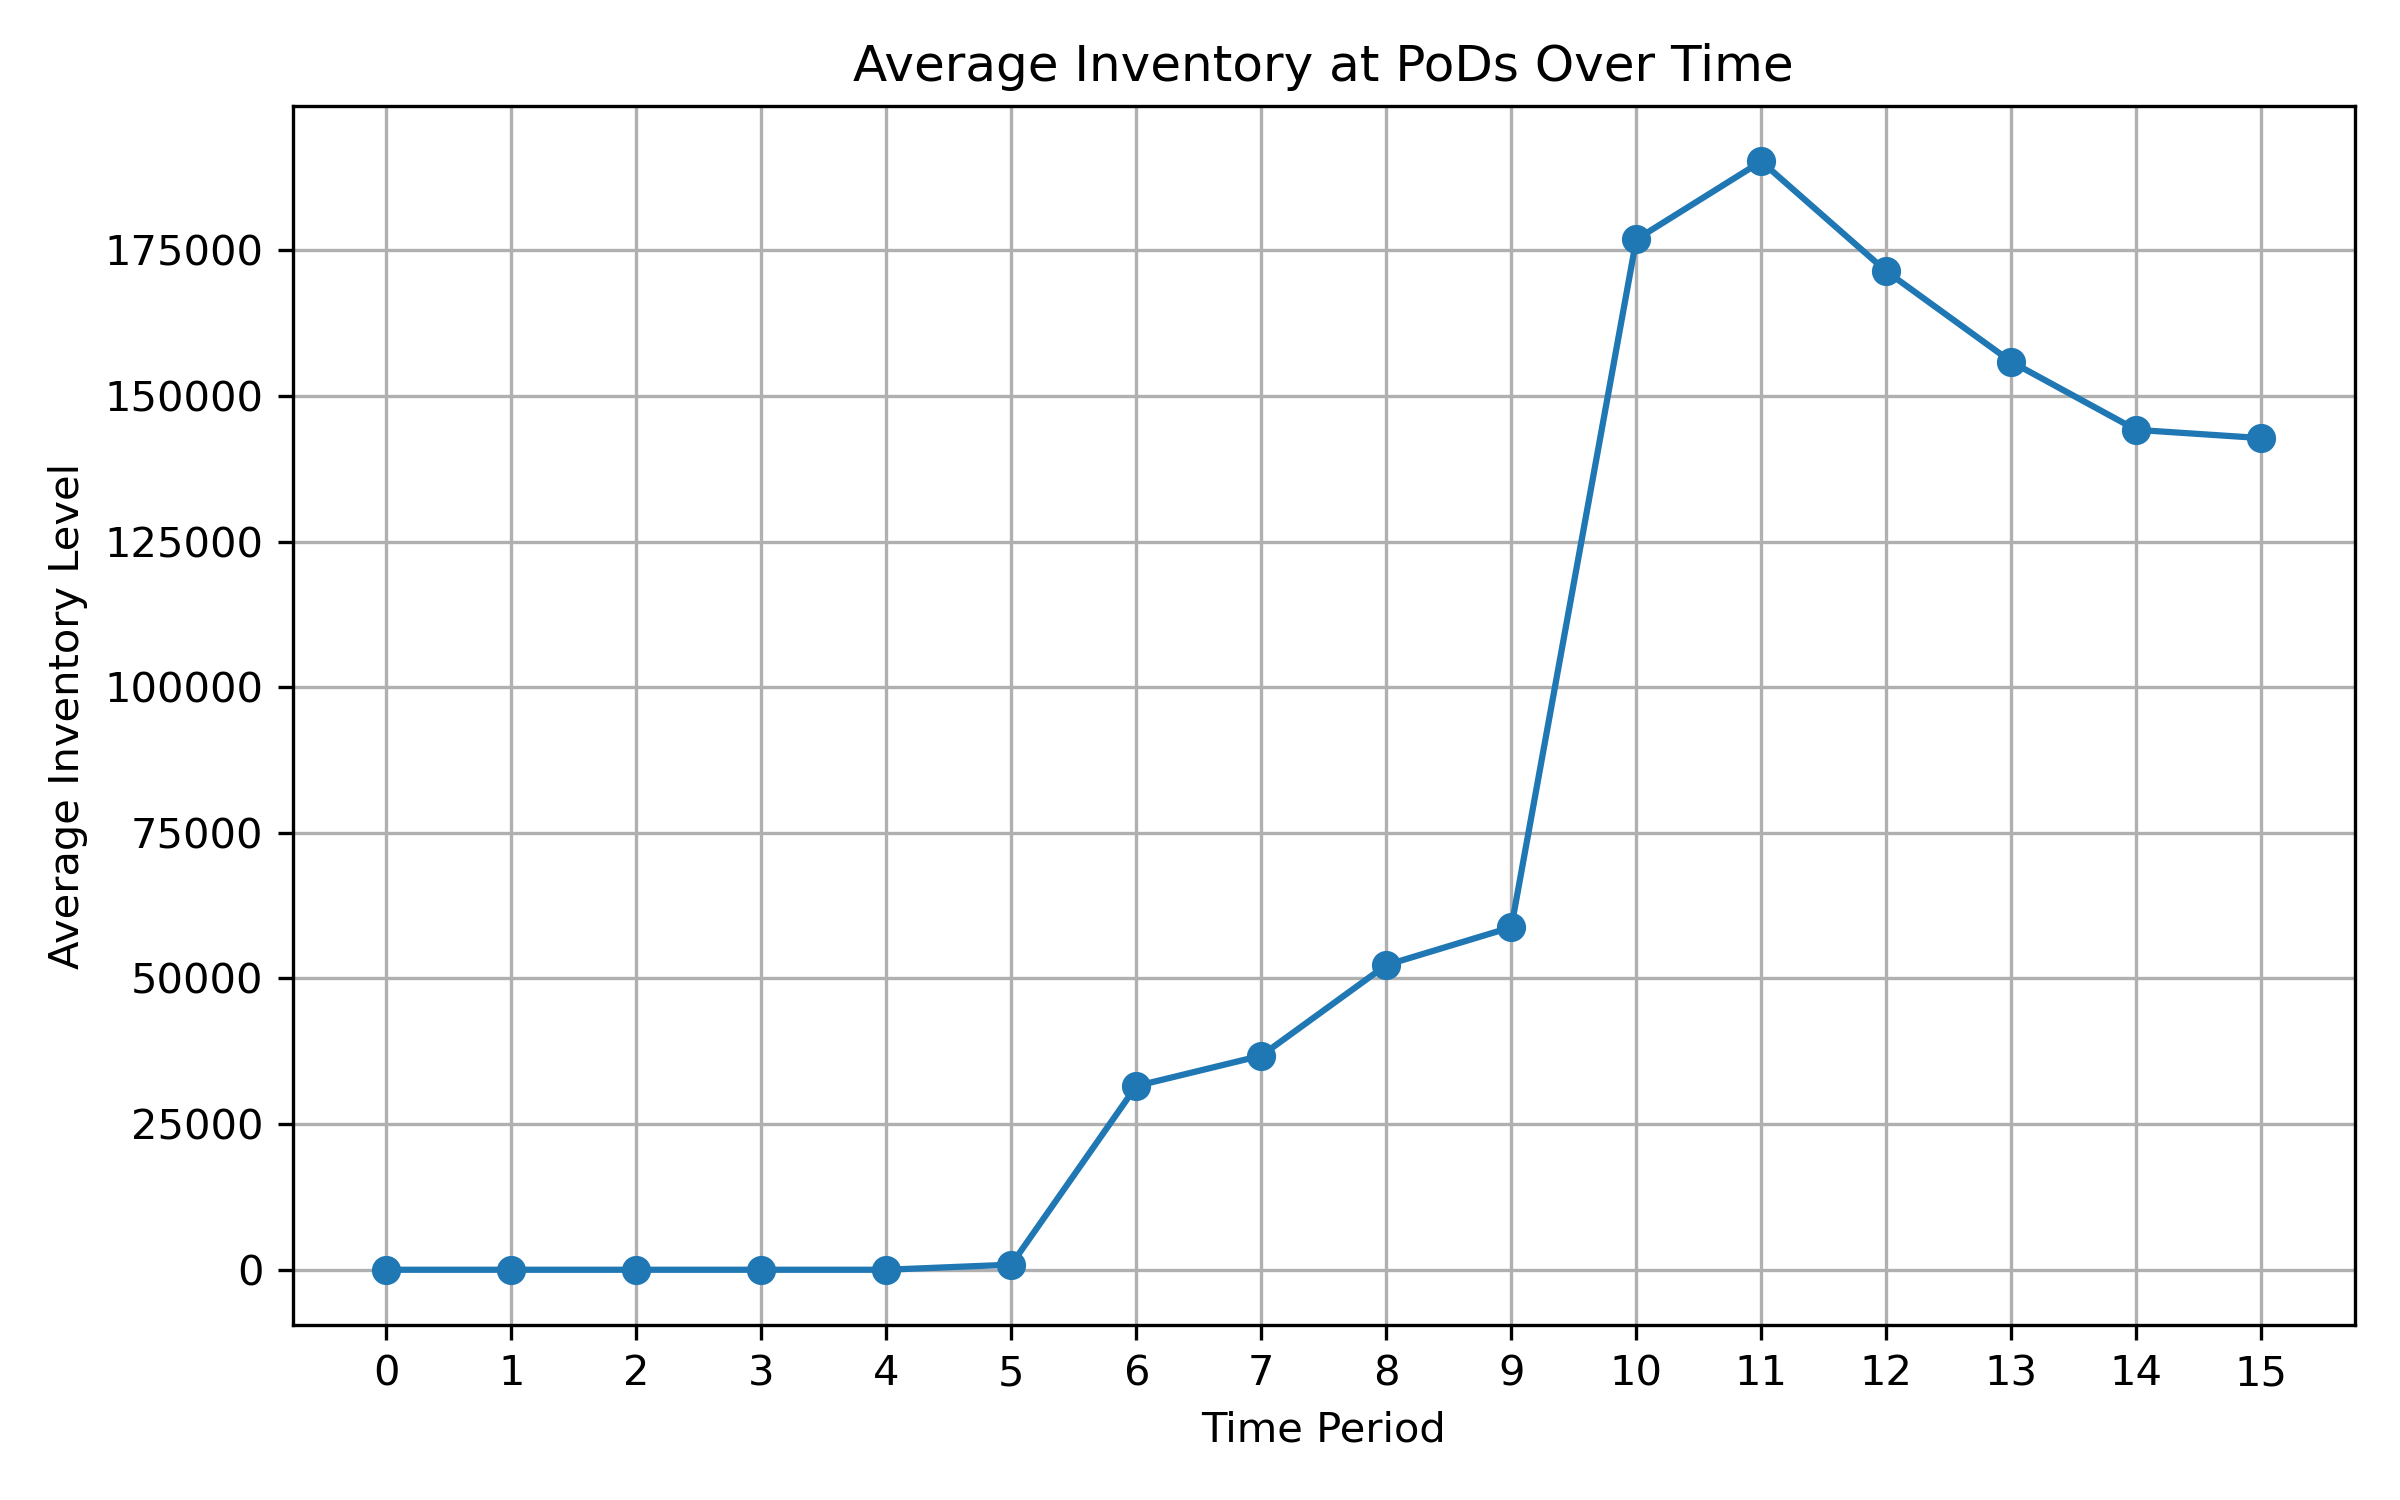 Average Inventory at PoDs Over Time
Average Inventory Level
175000
150000
125000
100000
75000
50000
25000
0
0 1 2 3 4 5 6 7 8 9 10 11 12 13 14 15
Time Period